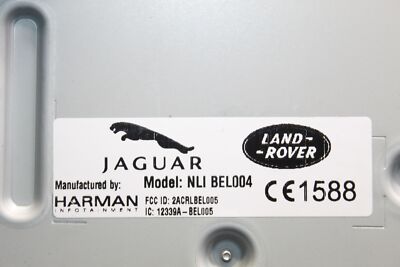 JAGUAR
LAND-
-ROVER
Manufactured by:
HARMAN
INFOTAINMENT
Model: NLI BEL004
FCC ID: 2ACRLBEL005
IC: 12339A-BEL005
CE1588